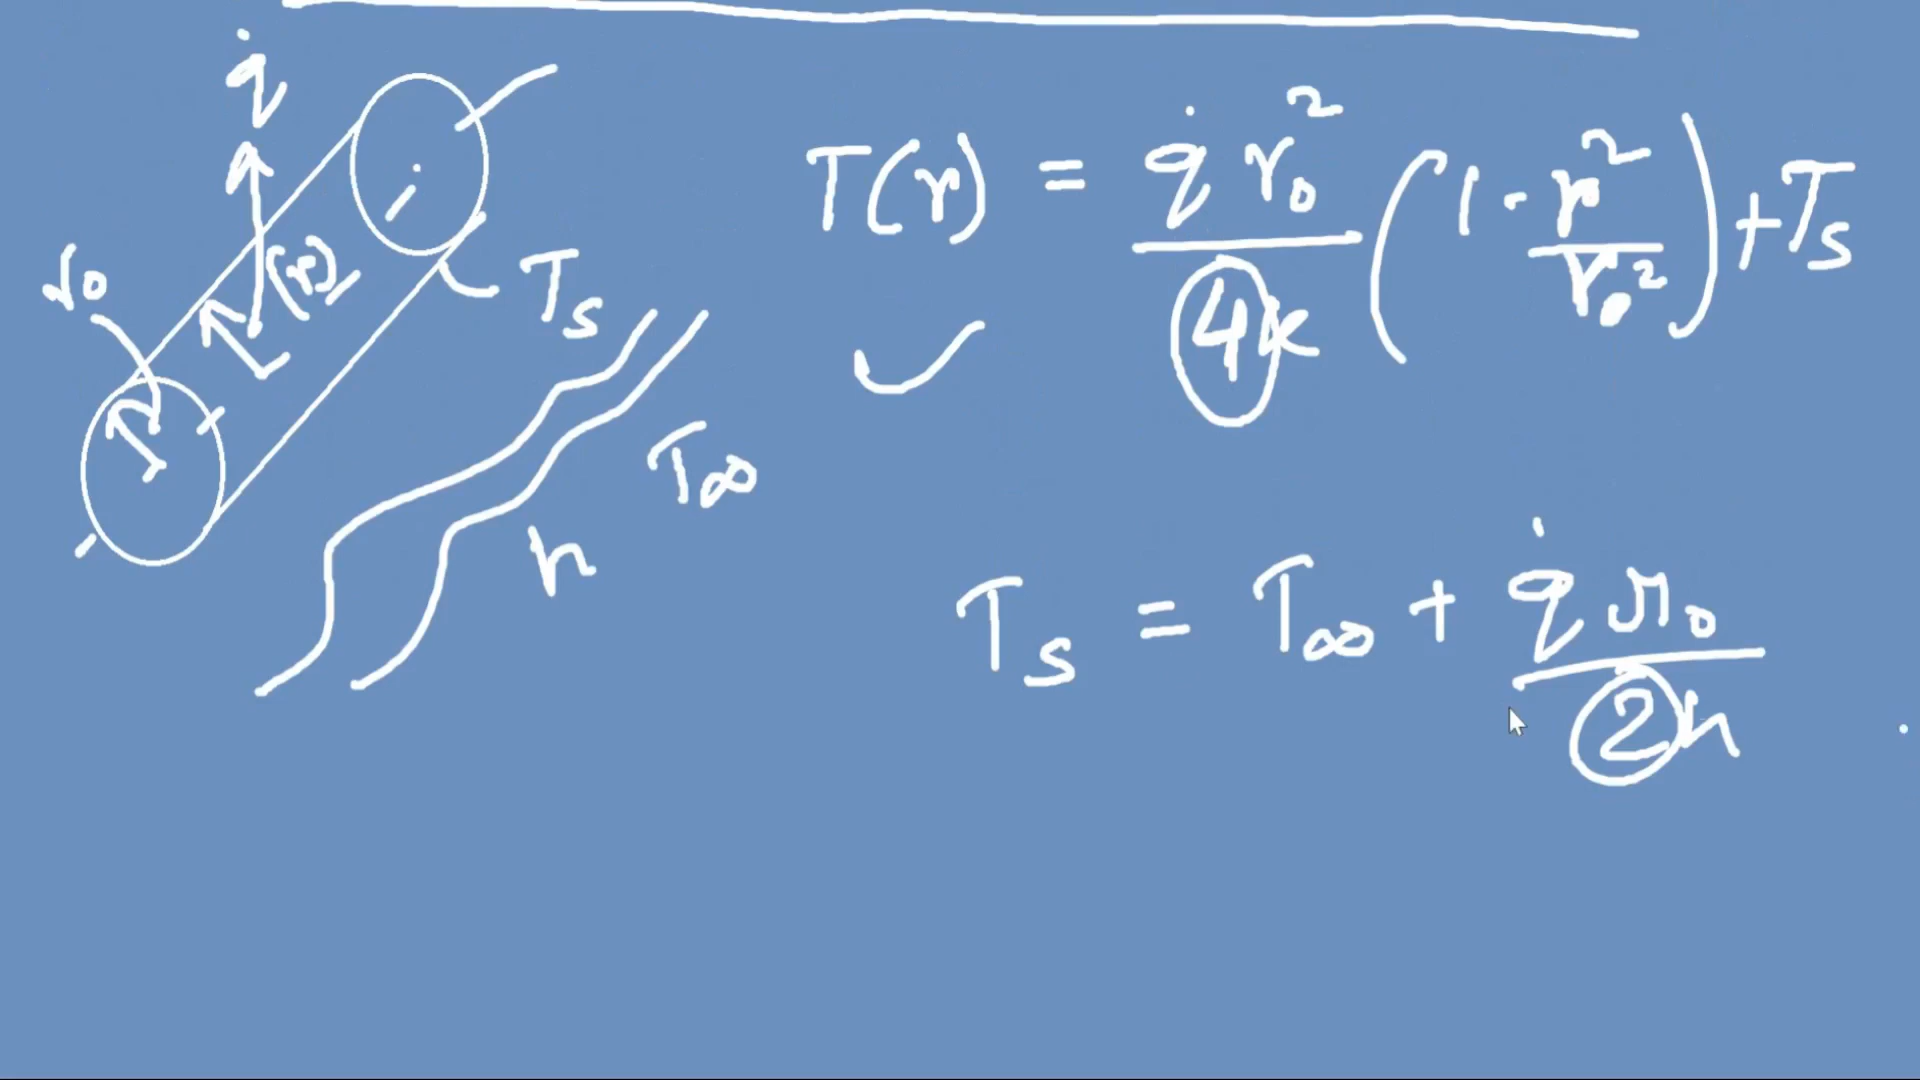 q̇
r₀
(r)
Tₛ
T∞
h
T(r) = q̇ r₀² / 4k (1 - r² / r₀²) + Tₛ
Tₛ = T∞ + q̇ r₀ / 2h